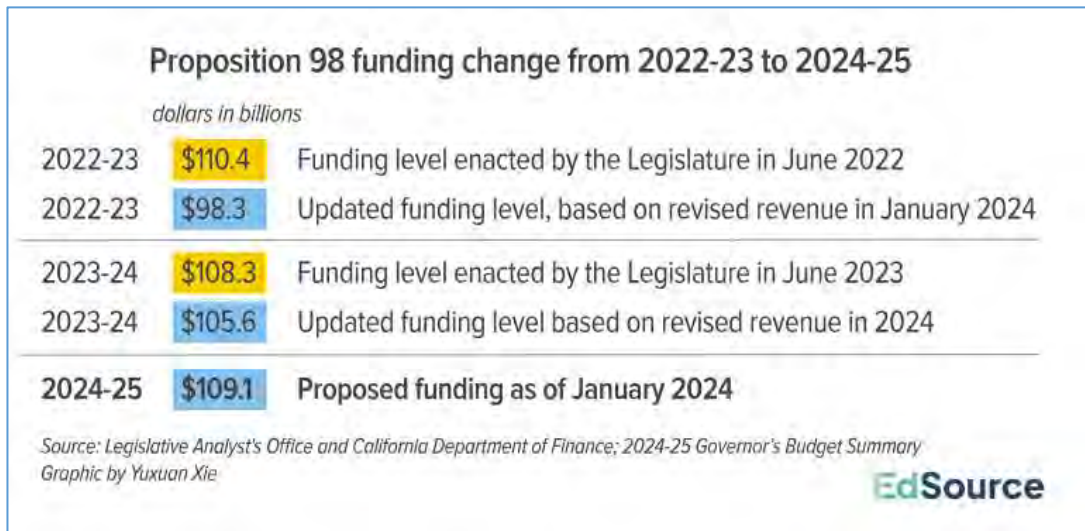 Proposition 98 funding change from 2022-23 to 2024-25
dollars in billions
2022-23 $110.4 Funding level enacted by the Legislature in June 2022
2022-23 $98.3 Updated funding level, based on revised revenue in January 2024
2023-24 $108.3 Funding level enacted by the Legislature in June 2023
2023-24 $105.6 Updated funding level based on revised revenue in 2024
2024-25 $109.1 Proposed funding as of January 2024
Source: Legislative Analyst's Office and California Department of Finance; 2024-25 Governor's Budget Summary
Graphic by Yuxuan Xie
EdSource